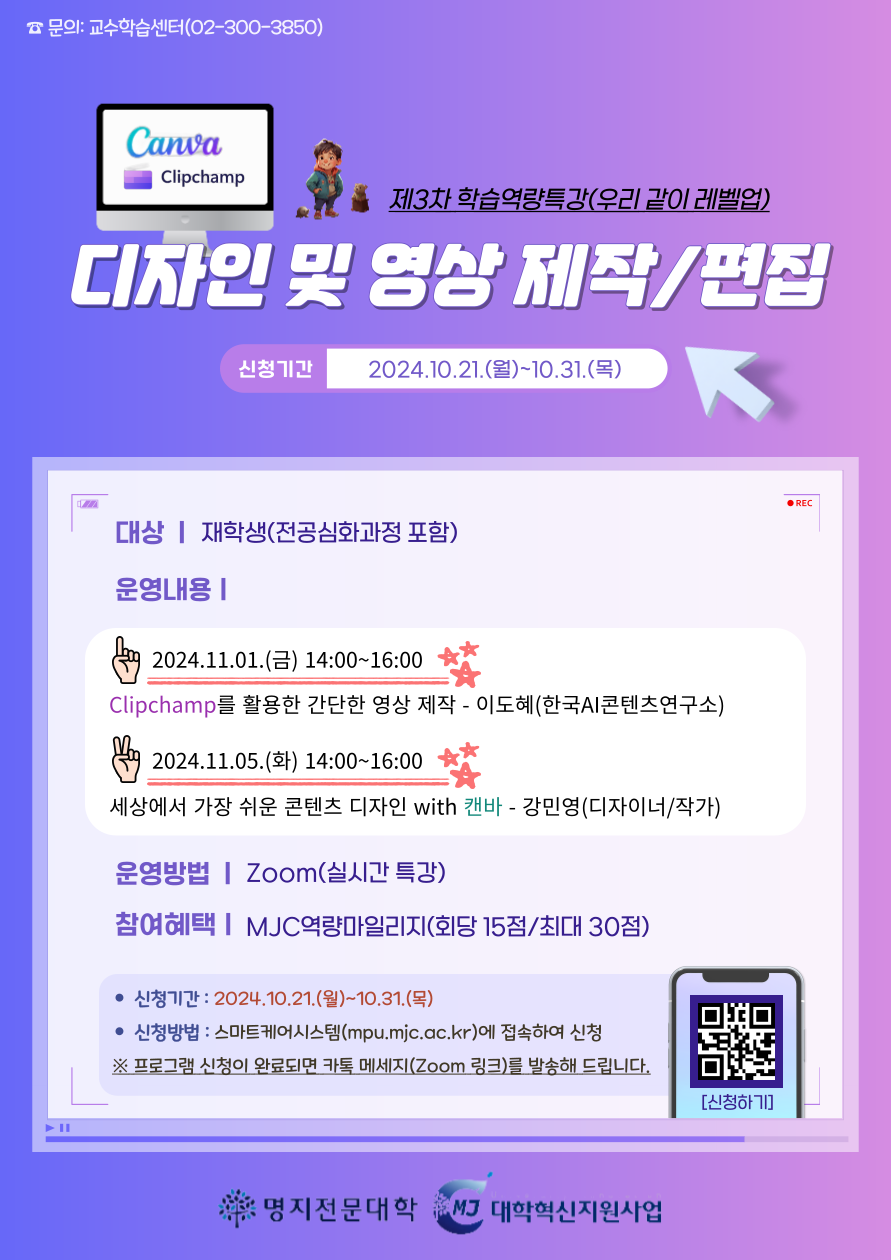 ☎ 문의: 교수학습센터(02-300-3850)
Canva
Clipchamp
제3차 학습역량특강(우리 같이 레벨업)
디자인 및 영상 제작/편집
신청기간 2024.10.21.(월)~10.31.(목)
REC
대상 | 재학생(전공심화과정 포함)
운영내용 |
2024.11.01.(금) 14:00~16:00
Clipchamp를 활용한 간단한 영상 제작 - 이도혜(한국AI콘텐츠연구소)
2024.11.05.(화) 14:00~16:00
세상에서 가장 쉬운 콘텐츠 디자인 with 캔바 - 강민영(디자이너/작가)
운영방법 | Zoom(실시간 특강)
참여혜택 | MJC역량마일리지(회당 15점/최대 30점)
• 신청기간 : 2024.10.21.(월)~10.31.(목)
• 신청방법 : 스마트케어시스템(mpu.mjc.ac.kr)에 접속하여 신청
※ 프로그램 신청이 완료되면 카톡 메세지(Zoom 링크)를 발송해 드립니다.
[신청하기]
명지전문대학 MJ 대학혁신지원사업